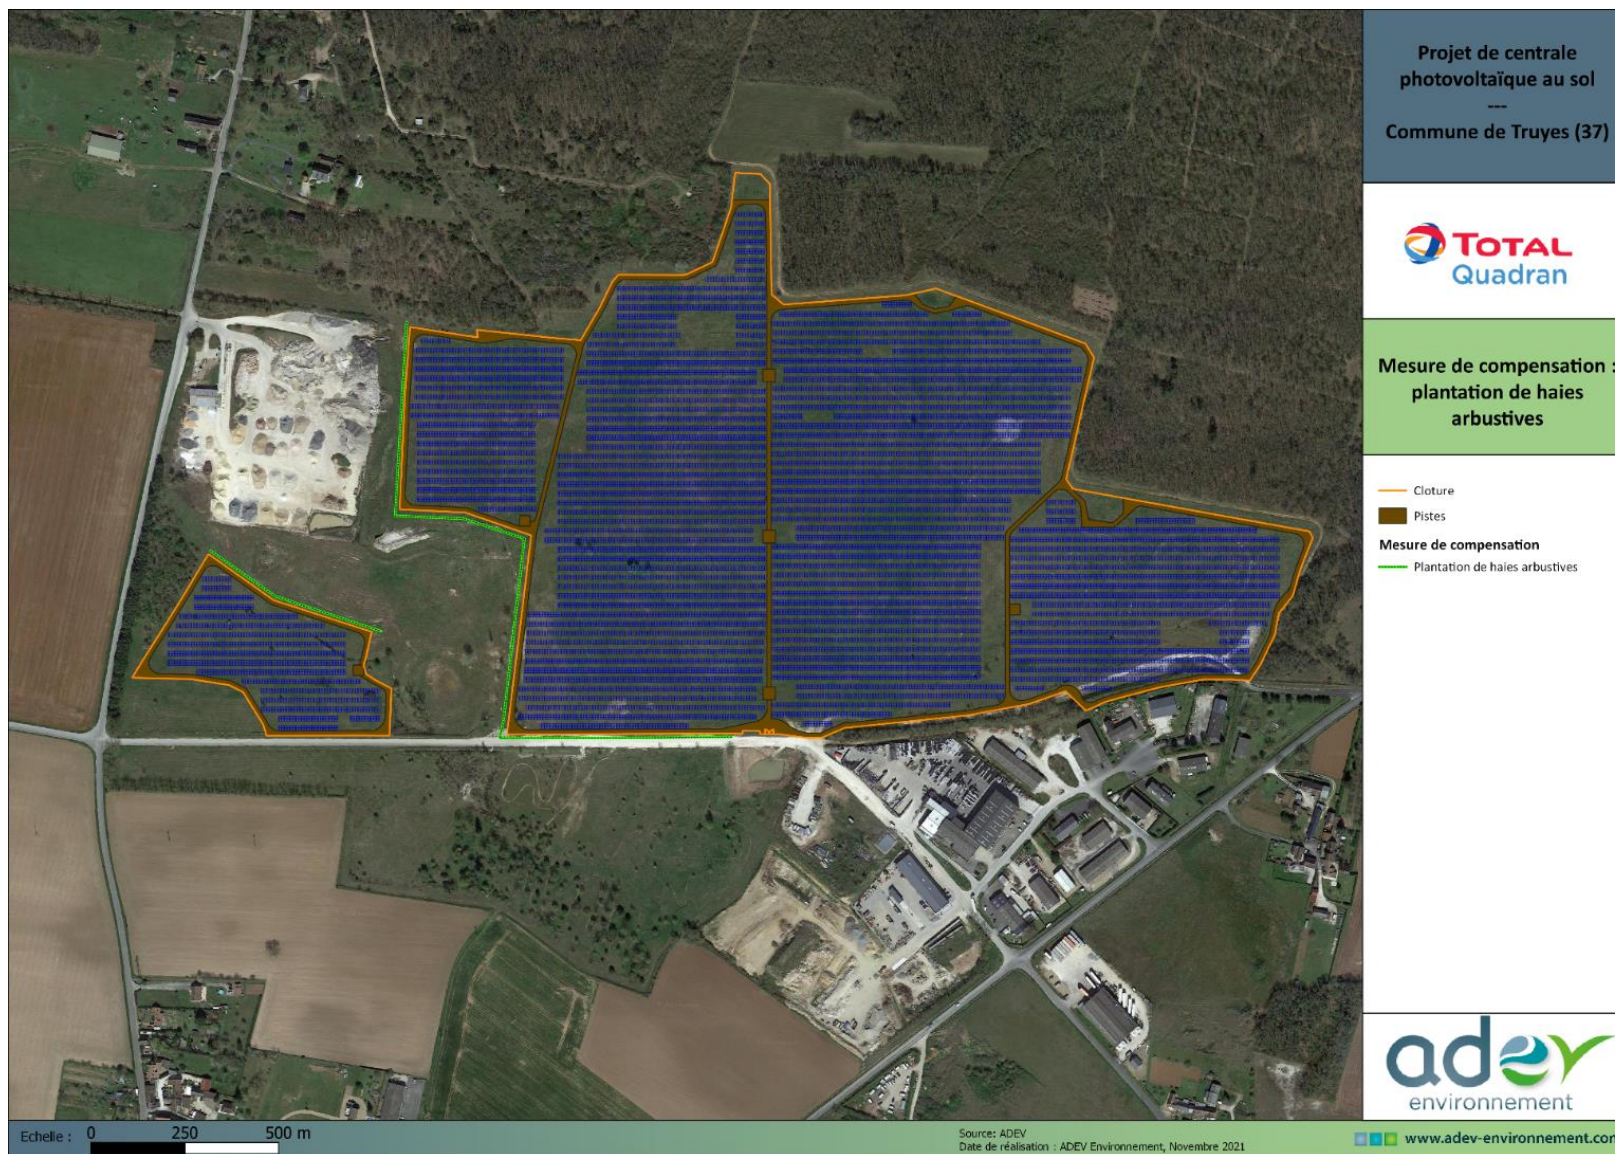 Projet de centrale
photovoltaïque au sol
---
Commune de Truyes (37)
TOTAL
Quadran
Mesure de compensation :
plantation de haies
arbustives
Cloture
Pistes
Mesure de compensation
Plantation de haies arbustives
adev
environnement
Echelle : 0 250 500 m
Source: ADEV
Date de réalisation : ADEV Environnement, Novembre 2021
www.adev-environnement.com